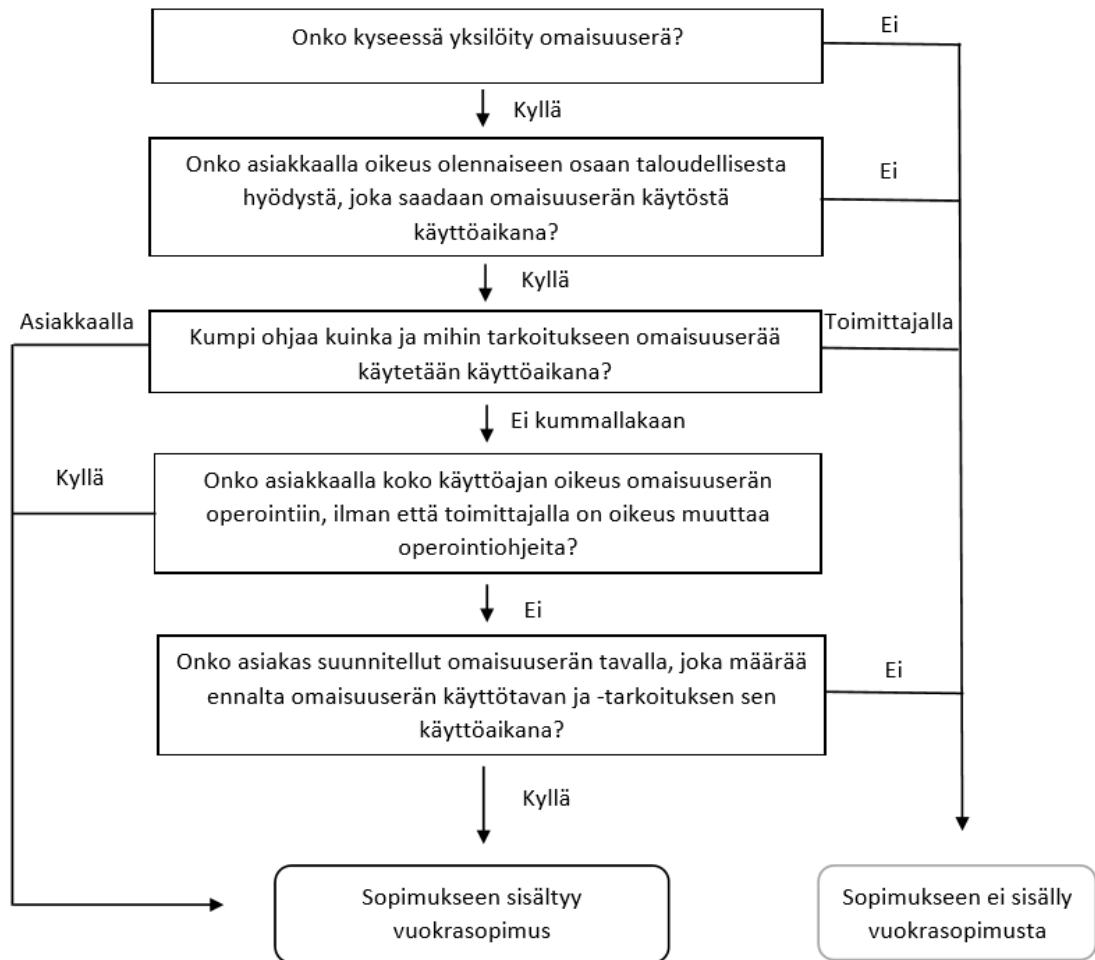 Onko kyseessä yksilöity omaisuuserä?
Ei
Kyllä
Onko asiakkaalla oikeus olennaiseen osaan taloudellisesta
hyödystä, joka saadaan omaisuuserän käytöstä
käyttöaikana?
Ei
Kyllä
Asiakkaalla
Kumpi ohjaa kuinka ja mihin tarkoitukseen omaisuuserää
käytetään käyttöaikana?
Toimittajalla
Ei kummallakaan
Kyllä
Onko asiakkaalla koko käyttöajan oikeus omaisuuserän
operointiin, ilman että toimittajalla on oikeus muuttaa
operointiohjeita?
Ei
Onko asiakas suunnitellut omaisuuserän tavalla, joka määrää
ennalta omaisuuserän käyttötavan ja -tarkoituksen sen
käyttöaikana?
Ei
Kyllä
Sopimukseen sisältyy
vuokrasopimus
Sopimukseen ei sisälly
vuokrasopimusta